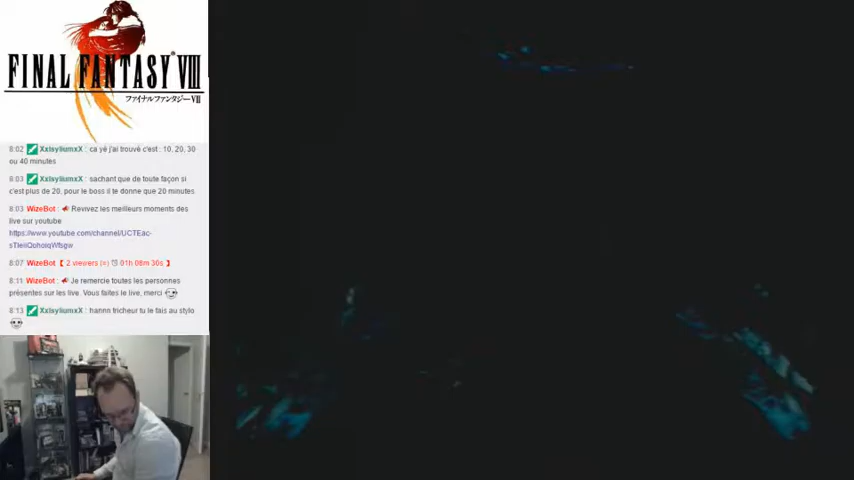 FINAL FANTASY VIII
ファイナルファンタジーVIII
8:02 XxlsyliumxX : ca yé j'ai trouvé c'est : 10, 20, 30
ou 40 minutes
8:03 XxlsyliumxX : sachant que de toute façon si
c'est plus de 20, pour le boss il te donne que 20 minutes
8:03 WizeBot : Revivez les meilleurs moments des
live sur youtube
https://www.youtube.com/channel/UCTEac-
8:07 WizeBot 【 2 viewers (=) 01h 08m 30s 】
8:11 WizeBot : Je remercie toutes les personnes
présentes sur les live. Vous faites le live, merci
8:13 XxlsyliumxX : hannn tricheur tu le fais au stylo